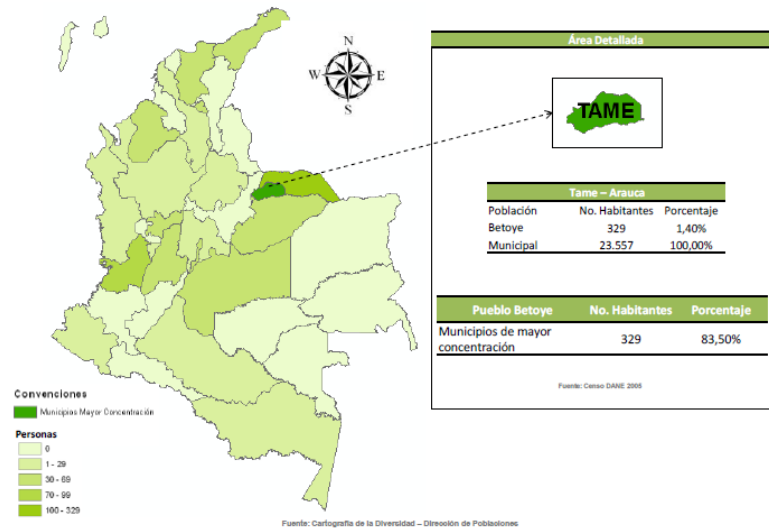 N
W E
S
Área Detallada
TAME
Tame – Arauca
Población No. Habitantes Porcentaje
Betoye 329 1,40%
Municipal 23.557 100,00%
Pueblo Betoye No. Habitantes Porcentaje
Municipios de mayor
concentración 329 83,50%
Fuente: Censo DANE 2005
Convenciones
Municipios Mayor Concentración
Personas
0
1 - 29
30 - 69
70 - 99
100 - 329
Fuente: Cartografía de la Diversidad – Dirección de Poblaciones